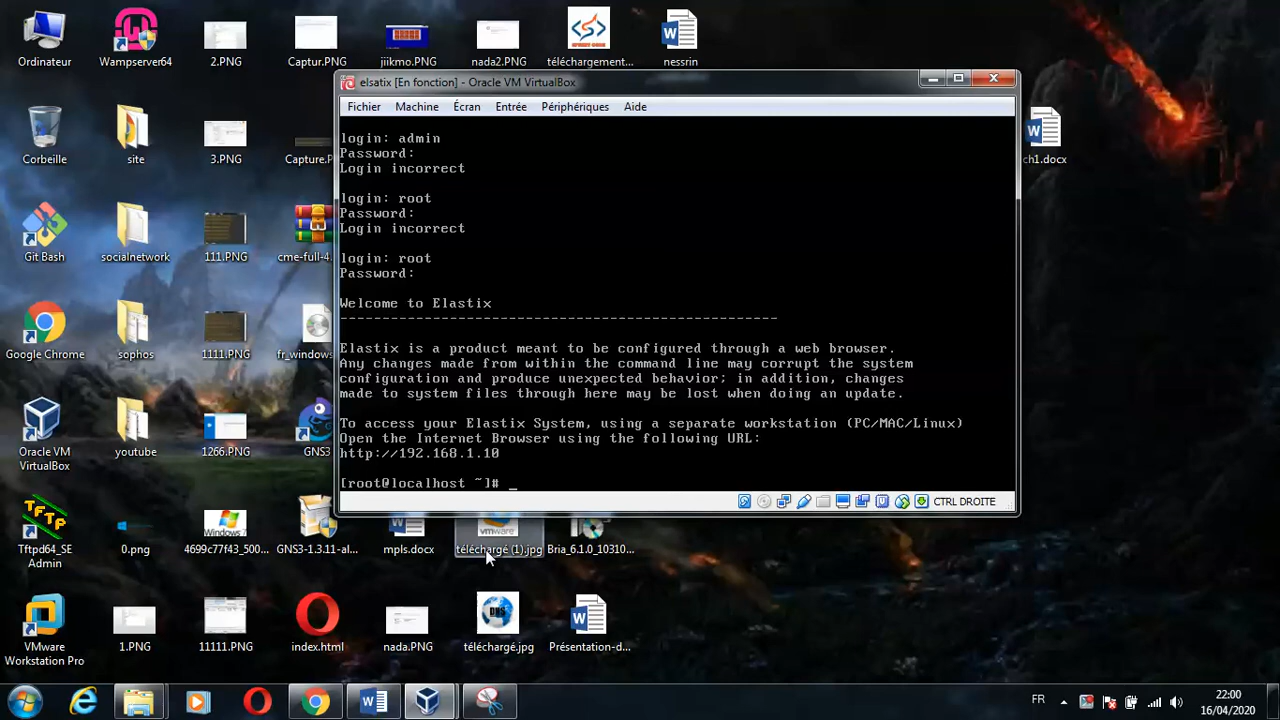 Ordinateur
Wampserver64
2.PNG
Captur.PNG
jiikmo.PNG
nada2.PNG
téléchargement...
nessrin
elsatix [En fonction] - Oracle VM VirtualBox
Fichier Machine Écran Entrée Périphériques Aide
login: admin
Password:
Login incorrect
login: root
Password:
Login incorrect
login: root
Password:
Welcome to Elastix
----------------------------------------------------
Elastix is a product meant to be configured through a web browser.
Any changes made from within the command line may corrupt the system
configuration and produce unexpected behavior; in addition, changes
made to system files through here may be lost when doing an update.
To access your Elastix System, using a separate workstation (PC/MAC/Linux)
Open the Internet Browser using the following URL:
http://192.168.1.10
[root@localhost ~]# _
CTRL DROITE
Corbeille
site
3.PNG
Capture.P
ch1.docx
Git Bash
socialnetwork
111.PNG
cme-full-4.
Google Chrome
sophos
1111.PNG
fr_windows
Oracle VM
VirtualBox
youtube
1266.PNG
GNS3
TFTP
Tftpd64_SE
Admin
0.png
Windows 7
4699c77f43_500...
GNS3-1.3.11-al...
mpls.docx
vmware
téléchargé (1).jpg
Bria_6.1.0_10310...
VMware
Workstation Pro
1.PNG
11111.PNG
index.html
nada.PNG
DNS
téléchargé.jpg
Présentation-d...
FR
22:00
16/04/2020